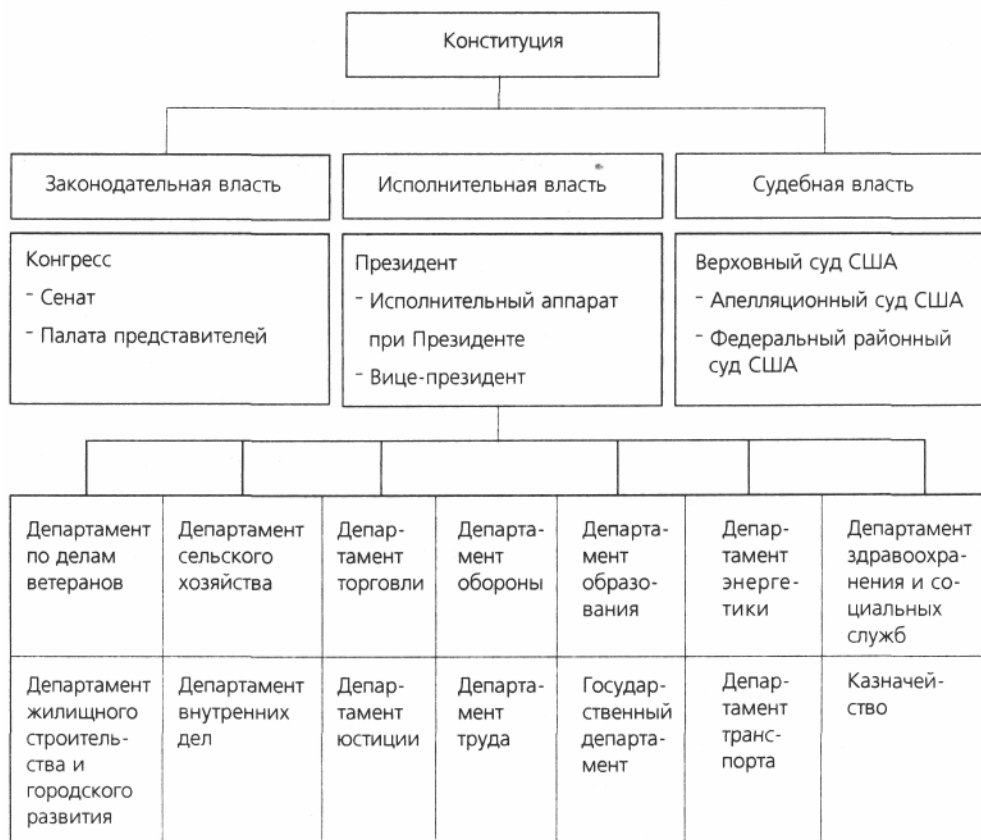 Конституция
Законодательная власть
Исполнительная власть
Судебная власть
Конгресс
- Сенат
- Палата представителей
Президент
- Исполнительный аппарат
при Президенте
- Вице-президент
Верховный суд США
- Апелляционный суд США
- Федеральный районный
суд США
Департамент
по делам
ветеранов
Департамент
сельского
хозяйства
Депар-
тамент
торговли
Департа-
мент
обороны
Департа-
мент
образо-
вания
Депар-
тамент
энерге-
тики
Департамент
здравоохра-
нения и со-
циальных
служб
Департамент
жилищного
строитель-
ства и
городского
развития
Департамент
внутренних
дел
Депар-
тамент
юстиции
Департа-
мент
труда
Государ-
ственный
департа-
мент
Депар-
тамент
транс-
порта
Казначей-
ство